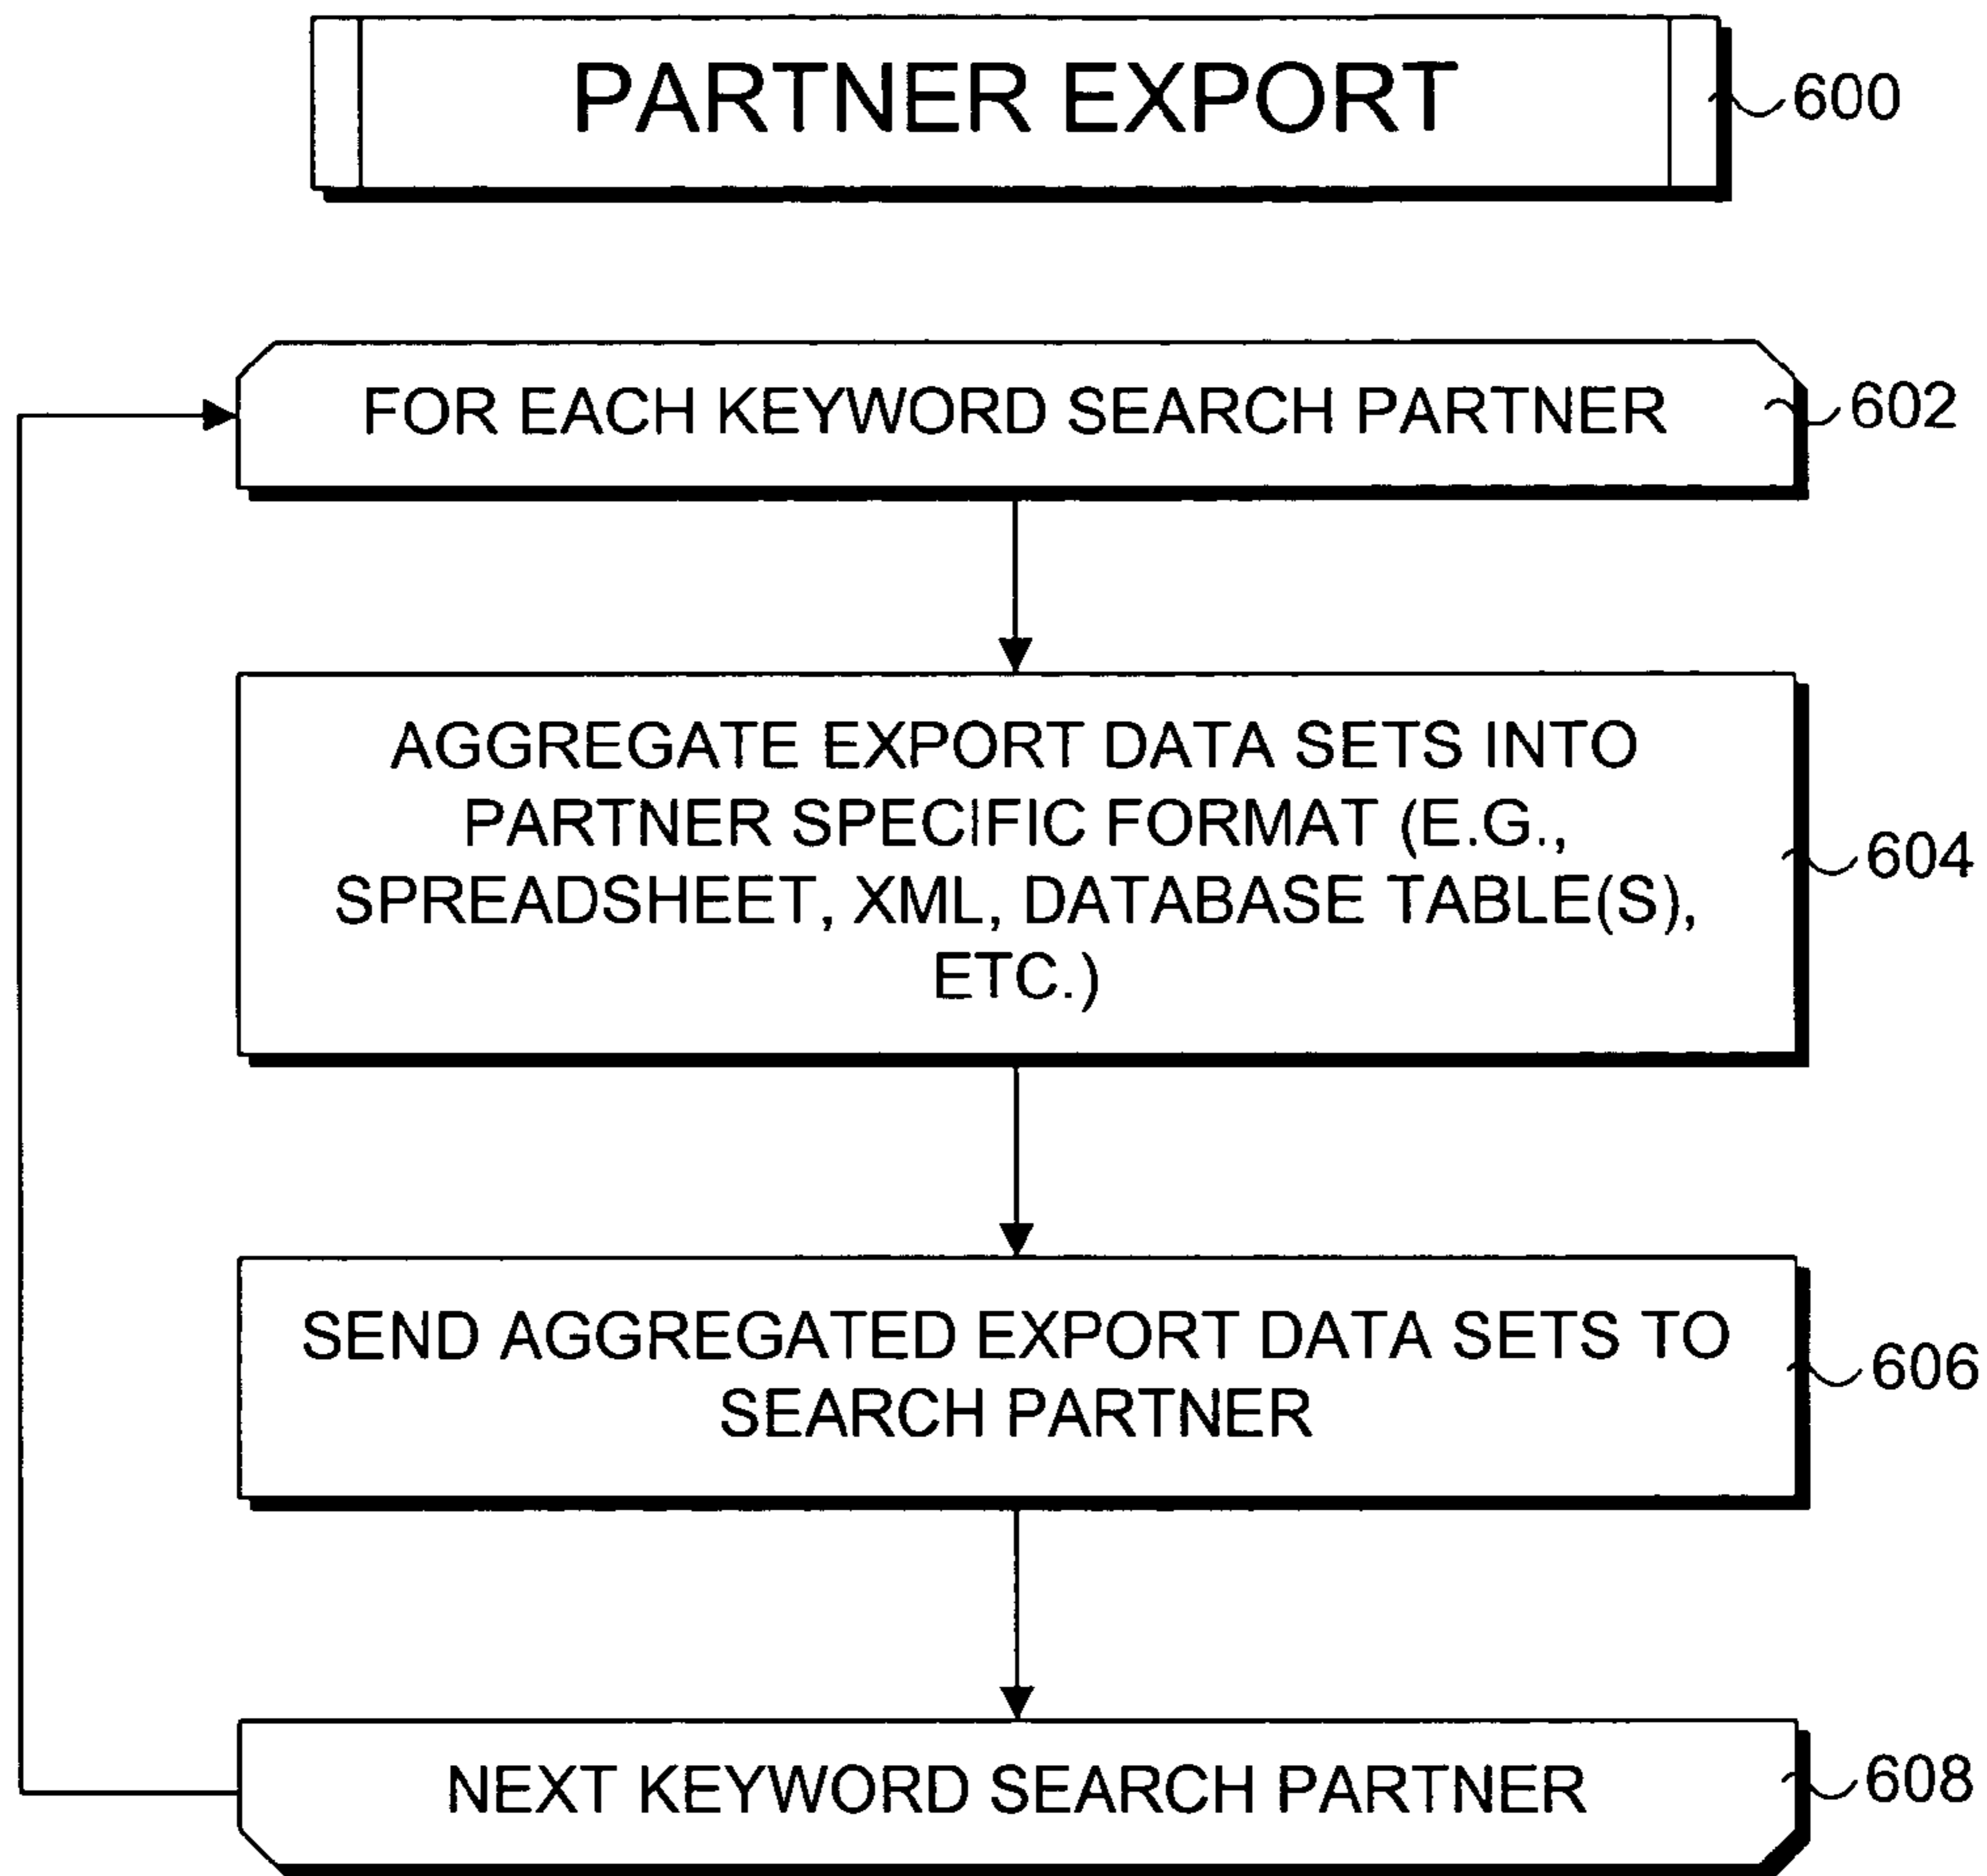 PARTNER EXPORT
600
FOR EACH KEYWORD SEARCH PARTNER
602
AGGREGATE EXPORT DATA SETS INTO
PARTNER SPECIFIC FORMAT (E.G.,
SPREADSHEET, XML, DATABASE TABLE(S),
ETC.)
604
SEND AGGREGATED EXPORT DATA SETS TO
SEARCH PARTNER
606
NEXT KEYWORD SEARCH PARTNER
608